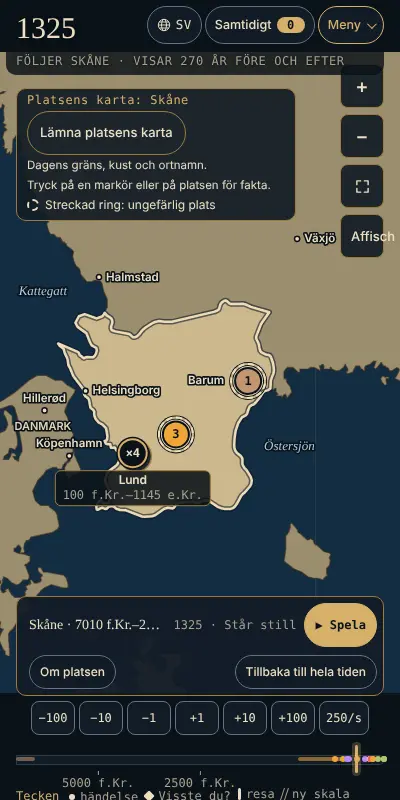 1325
SV
Samtidigt 0
Meny
FÖLJER SKÅNE · VISAR 270 ÅR FÖRE OCH EFTER
Platsens karta: Skåne
Lämna platsens karta
Dagens gräns, kust och ortnamn.
Tryck på en markör eller på platsen för fakta.
Streckad ring: ungefärlig plats
+
−
Affisch
Växjö
Halmstad
Kattegatt
Barum
1
Helsingborg
Hillerød
DANMARK
Köpenhamn
3
×4
Östersjön
Lund
100 f.Kr.–1145 e.Kr.
Skåne · 7010 f.Kr.–2…
1325 · Står still
▶ Spela
Om platsen
Tillbaka till hela tiden
−100
−10
−1
+1
+10
+100
250/s
5000 f.Kr.
2500 f.Kr.
Tecken
händelse
Visste du?
resa // ny skala